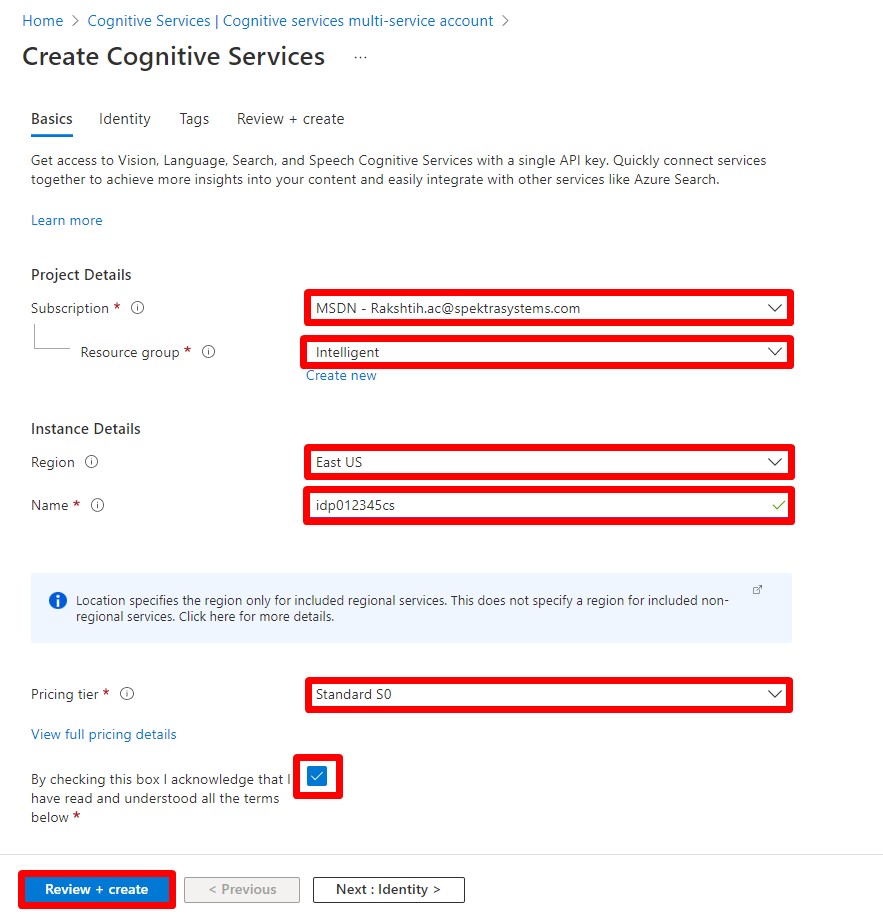 Home > Cognitive Services | Cognitive services multi-service account >
Create Cognitive Services ...
Basics Identity Tags Review + create
Get access to Vision, Language, Search, and Speech Cognitive Services with a single API key. Quickly connect services
together to achieve more insights into your content and easily integrate with other services like Azure Search.
Learn more
Project Details
Subscription * MSDN - Rakshtih.ac@spektrasystems.com
Resource group * Intelligent
Create new
Instance Details
Region East US
Name * idp012345cs
Location specifies the region only for included regional services. This does not specify a region for included non-
regional services. Click here for more details.
Pricing tier * Standard S0
View full pricing details
By checking this box I acknowledge that I
have read and understood all the terms
below *
Review + create < Previous Next : Identity >